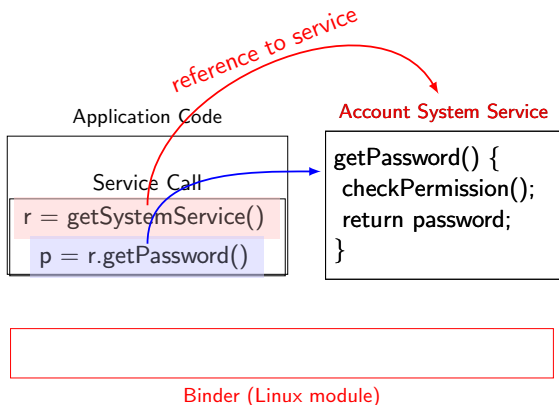 reference to service
Application Code
Account System Service
Service Call
r = getSystemService()
p = r.getPassword()
getPassword() {
checkPermission();
return password;
}
Binder (Linux module)